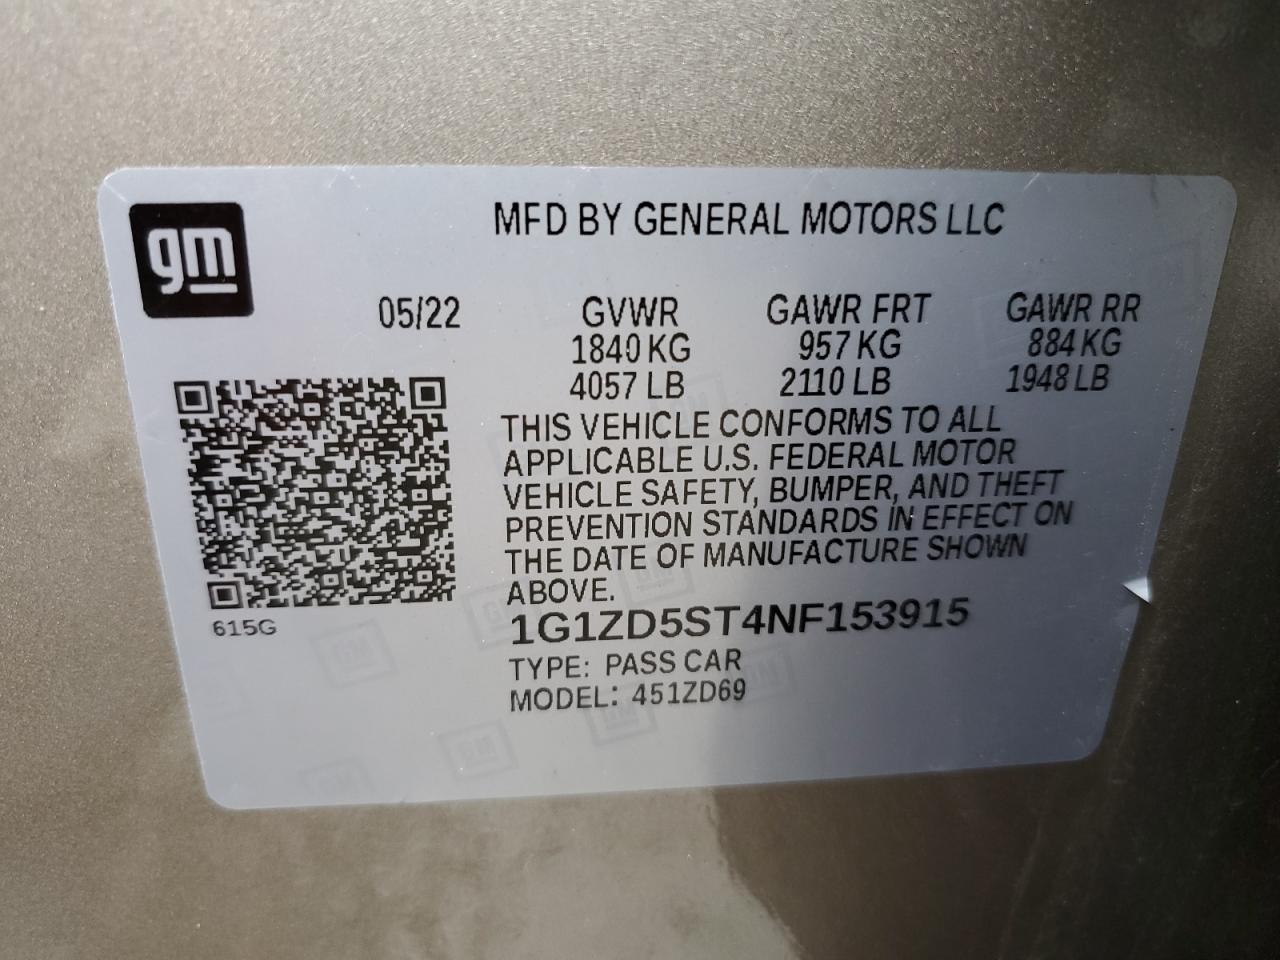 gm
MFD BY GENERAL MOTORS LLC
05/22 GVWR GAWR FRT GAWR RR
1840 KG 957 KG 884 KG
4057 LB 2110 LB 1948 LB
THIS VEHICLE CONFORMS TO ALL
APPLICABLE U.S. FEDERAL MOTOR
VEHICLE SAFETY, BUMPER, AND THEFT
PREVENTION STANDARDS IN EFFECT ON
THE DATE OF MANUFACTURE SHOWN
ABOVE.
615G
1G1ZD5ST4NF153915
TYPE: PASS CAR
MODEL: 451ZD69